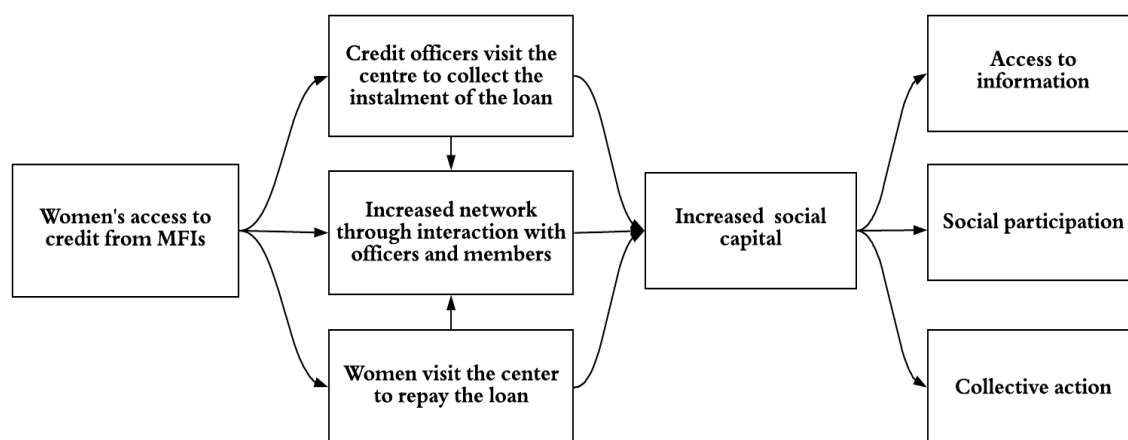 Women's access to
credit from MFIs
Credit officers visit the
centre to collect the
instalment of the loan
Increased network
through interaction with
officers and members
Women visit the center
to repay the loan
Increased social
capital
Access to
information
Social participation
Collective action